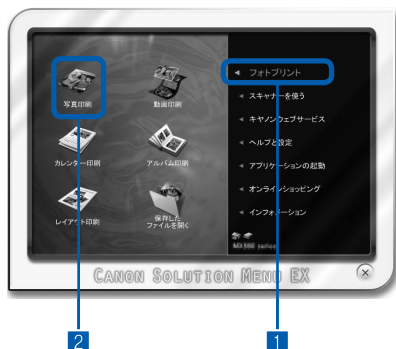 写真印刷
動画印刷
カレンダー印刷
アルバム印刷
レイアウト印刷
保存した
ファイルを開く
フォトプリント
スキャナーを使う
キヤノンウェブサービス
ヘルプと設定
アプリケーションの起動
オンラインショッピング
インフォメーション
CANON SOLUTION MENU EX
2
1